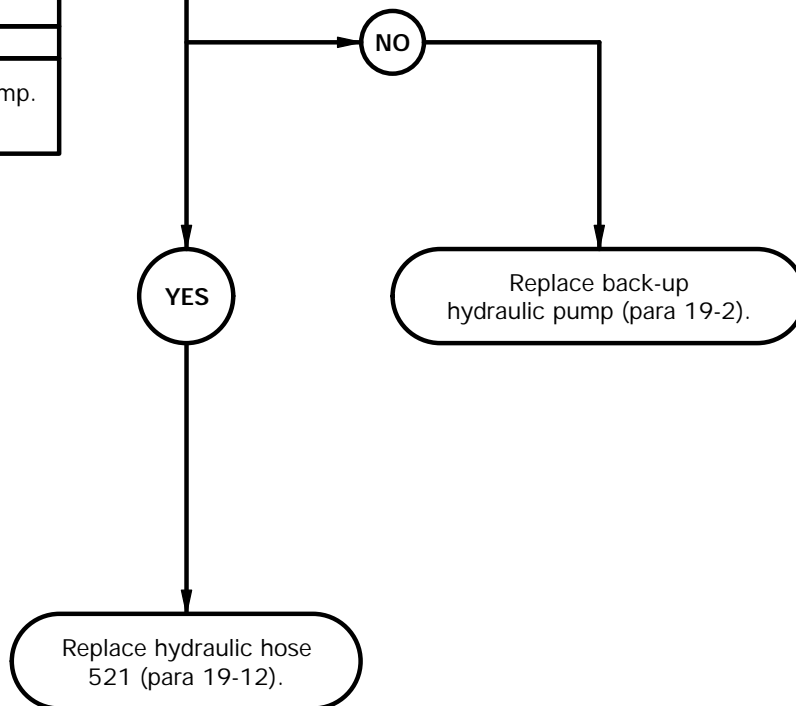 NO
mp.
YES
Replace back-up
hydraulic pump (para 19-2).
Replace hydraulic hose
521 (para 19-12).